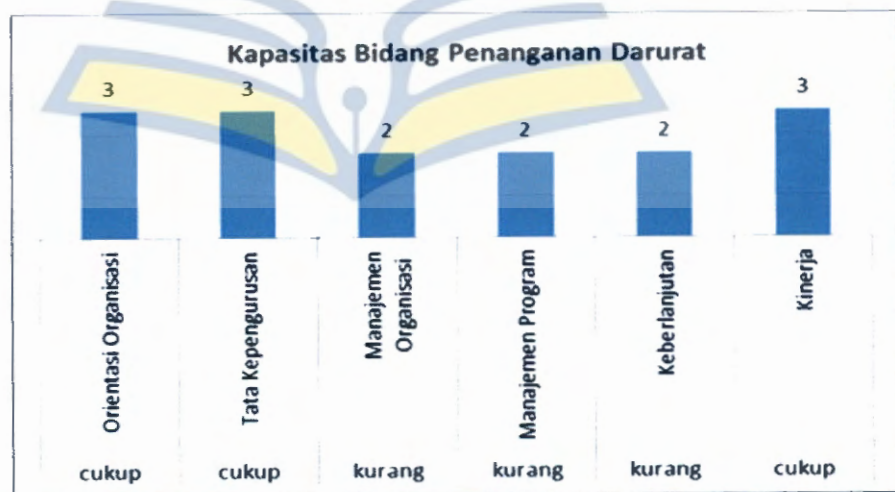 Kapasitas Bidang Penanganan Darurat
3
3
2
2
2
3
Orientasi Organisasi
Tata Kepengurusan
Manajemen
Organisasi
Manajemen Program
Keberlanjutan
Kinerja
cukup
cukup
kurang
kurang
kurang
cukup